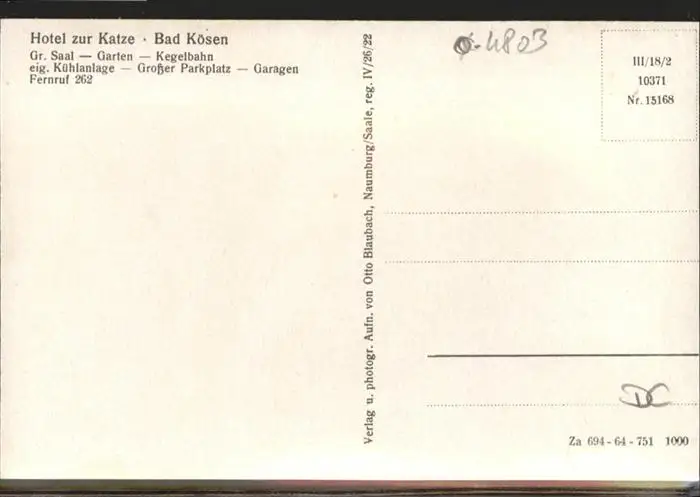 Hotel zur Katze · Bad Kösen
Gr. Saal — Garten — Kegelbahn
eig. Kühlanlage — Großer Parkplatz — Garagen
Fernruf 262
Verlag u. photogr. Aufn. von Otto Blaubach, Naumburg/Saale, reg. IV/26/22
4803
III/18/2
10371
Nr. 15168
DC
Za 694-64-751 1000